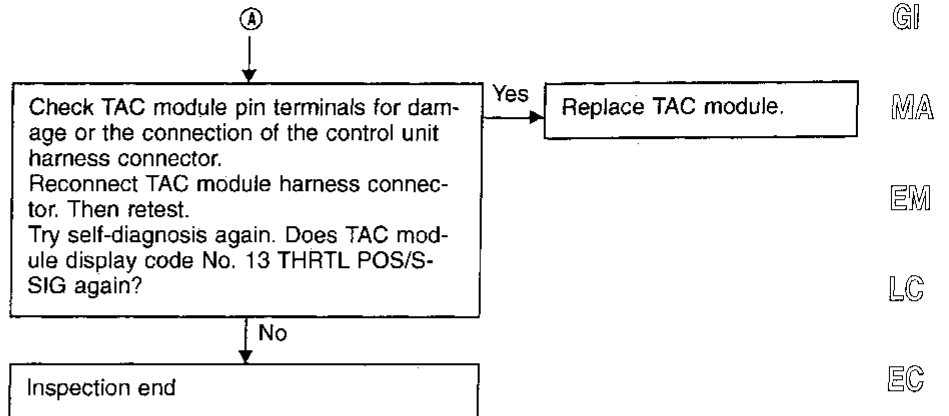 A
GI
Check TAC module pin terminals for dam-
age or the connection of the control unit
harness connector.
Reconnect TAC module harness connec-
tor. Then retest.
Try self-diagnosis again. Does TAC mod-
ule display code No. 13 THRTL POS/S-
SIG again?
Yes
Replace TAC module.
MA
EM
LC
No
Inspection end
EC